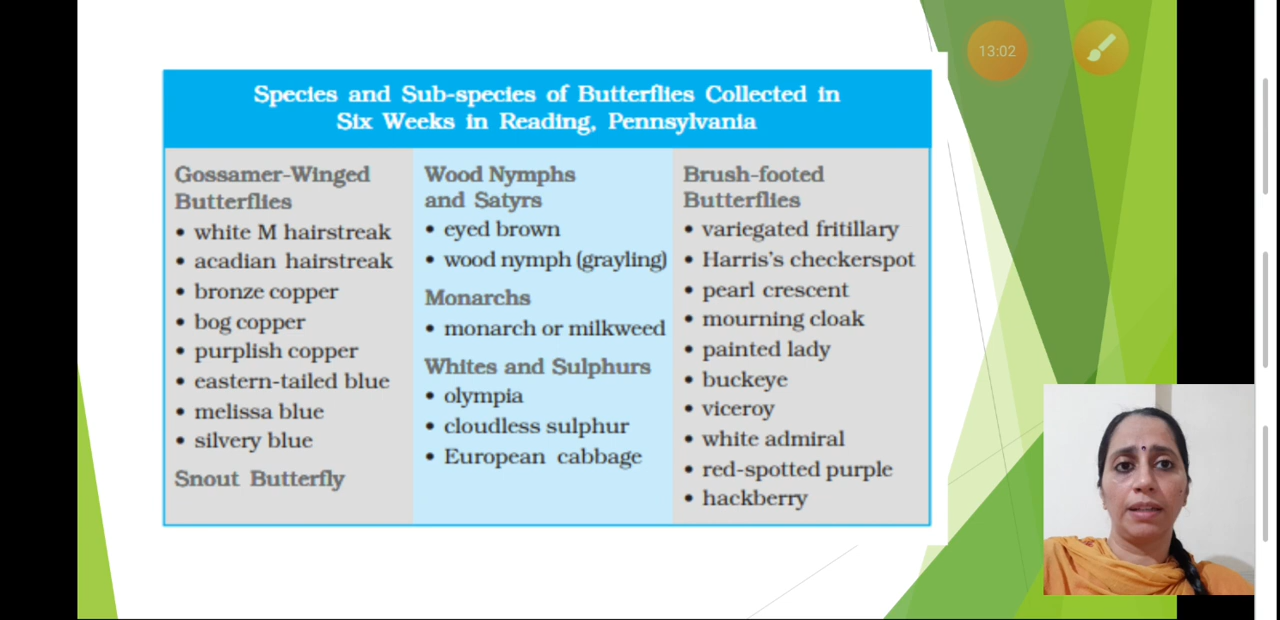 Species and Sub-species of Butterflies Collected in
Six Weeks in Reading, Pennsylvania
Gossamer-Winged
Butterflies
• white M hairstreak
• acadian hairstreak
• bronze copper
• bog copper
• purplish copper
• eastern-tailed blue
• melissa blue
• silvery blue
Snout Butterfly
Wood Nymphs
and Satyrs
• eyed brown
• wood nymph (grayling)
Monarchs
• monarch or milkweed
Whites and Sulphurs
• olympia
• cloudless sulphur
• European cabbage
Brush-footed
Butterflies
• variegated fritillary
• Harris's checkerspot
• pearl crescent
• mourning cloak
• painted lady
• buckeye
• viceroy
• white admiral
• red-spotted purple
• hackberry
13:02